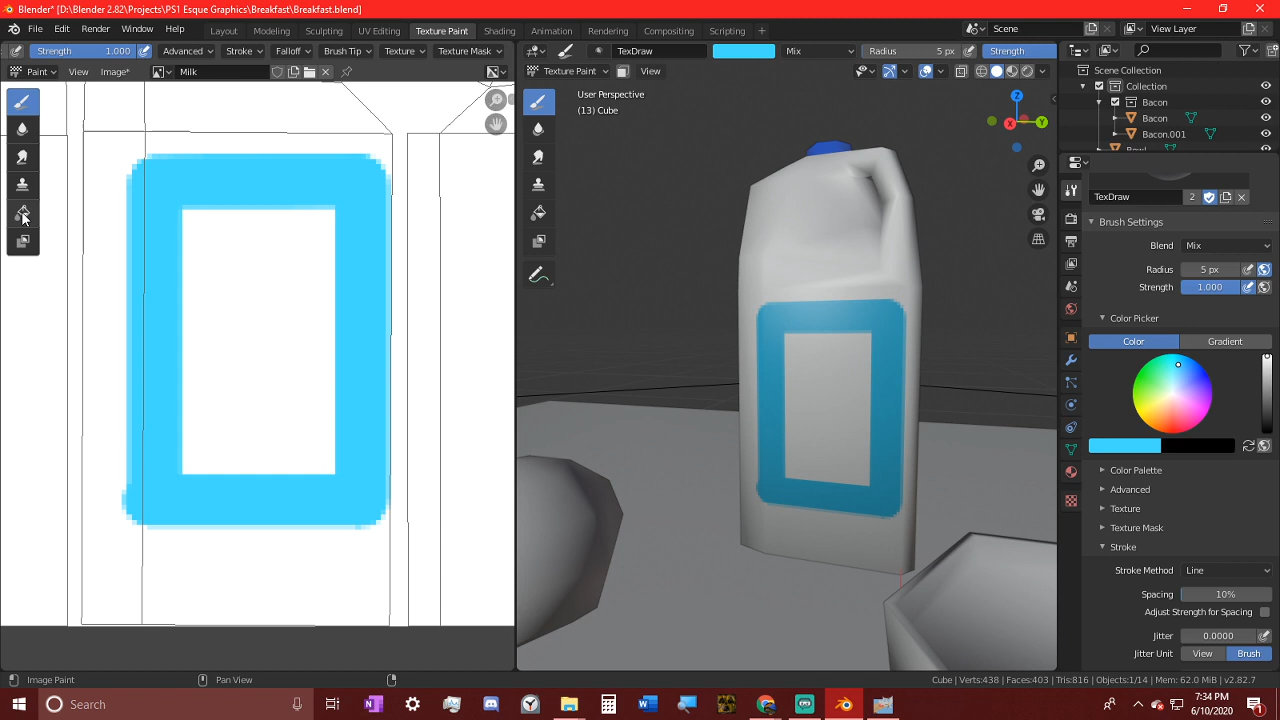 Blender* [D:\Blender 2.82\Projects\PS1 Esque Graphics\Breakfast\Breakfast.blend]
File Edit Render Window Help Layout Modeling Sculpting UV Editing Texture Paint Shading Animation Rendering Compositing Scripting + Scene View Layer
Strength 1.000 Advanced Stroke Falloff Brush Tip Texture Texture Mask TexDraw Mix Radius 5 px Strength
Paint View Image* Milk Texture Paint View
User Perspective
(13) Cube
Z
X
Y
Scene Collection
Collection
Bacon
Bacon
Bacon.001
TexDraw 2
Brush Settings
Blend Mix
Radius 5 px
Strength 1.000
Color Picker
Color Gradient
Color Palette
Advanced
Texture
Texture Mask
Stroke
Stroke Method Line
Spacing 10%
Adjust Strength for Spacing
Jitter 0.0000
Jitter Unit View Brush
Image Paint Pan View Cube | Verts:438 | Faces:403 | Tris:816 | Objects:1/14 | Mem: 62.0 MiB | v2.82.7
Search
7:34 PM
6/10/2020